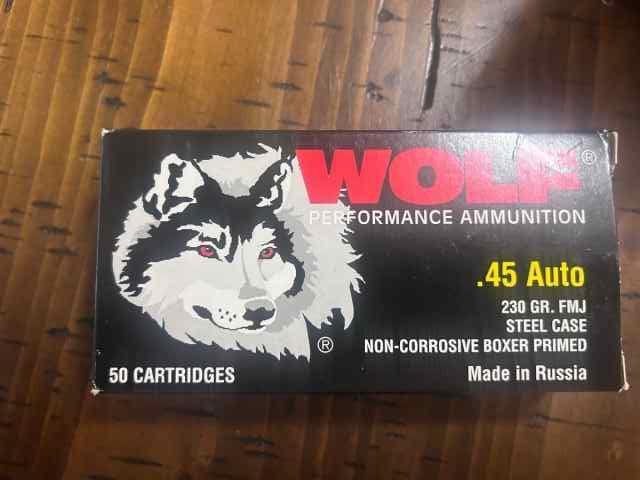 WOLF®
PERFORMANCE AMMUNITION
.45 Auto
230 GR. FMJ
STEEL CASE
NON-CORROSIVE BOXER PRIMED
®
50 CARTRIDGES
Made in Russia